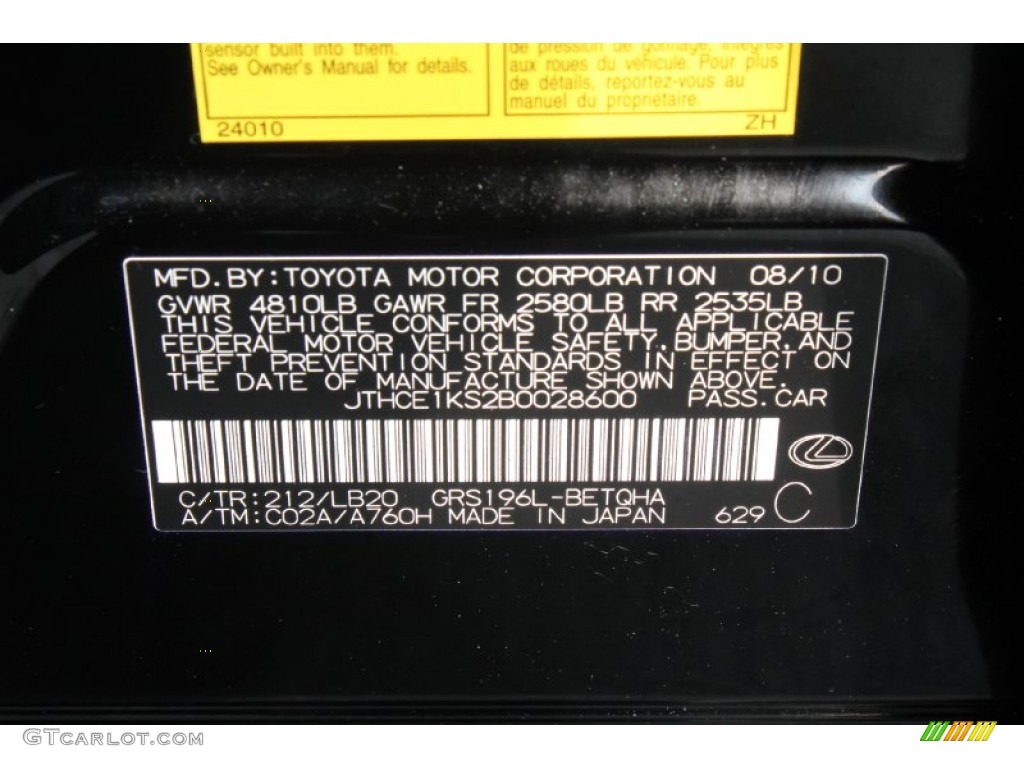 sensor built into them.
See Owner's Manual for details.
de pression de gonflage, intégrés
aux roues du véhicule. Pour plus
de détails, reportez-vous au
manuel du propriétaire.
24010
ZH
MFD.BY:TOYOTA MOTOR CORPORATION 08/10
GVWR 4810LB GAWR FR 2580LB RR 2535LB
THIS VEHICLE CONFORMS TO ALL APPLICABLE
FEDERAL MOTOR VEHICLE SAFETY,BUMPER,AND
THEFT PREVENTION STANDARDS IN EFFECT ON
THE DATE OF MANUFACTURE SHOWN ABOVE.
JTHCE1KS2B0028600 PASS.CAR
C/TR:212/LB20 GRS196L-BETQHA
A/TM:C02A/A760H MADE IN JAPAN 629 C
GTCarLot.com